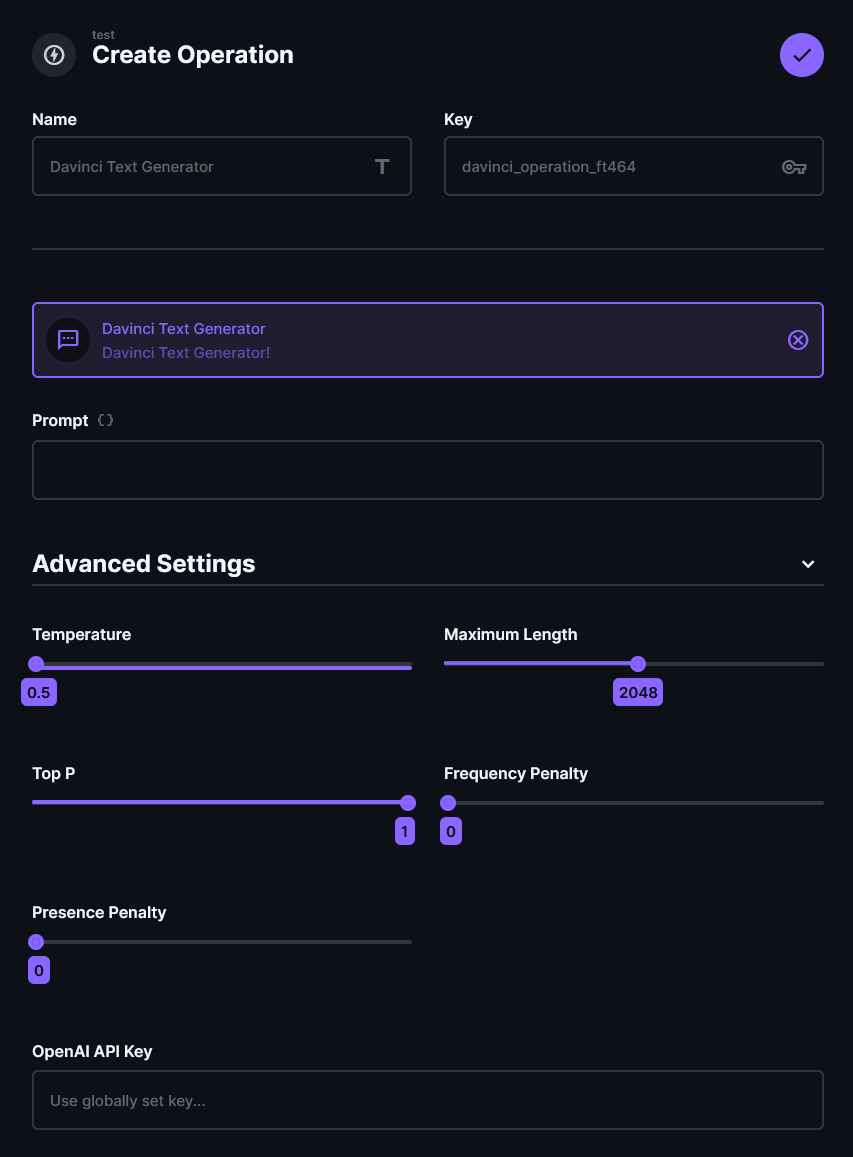 test
Create Operation
Name
Key
Davinci Text Generator
davinci_operation_ft464
Davinci Text Generator
Davinci Text Generator!
Prompt {}
Advanced Settings
Temperature
Maximum Length
0.5
2048
Top P
Frequency Penalty
1
0
Presence Penalty
0
OpenAI API Key
Use globally set key...